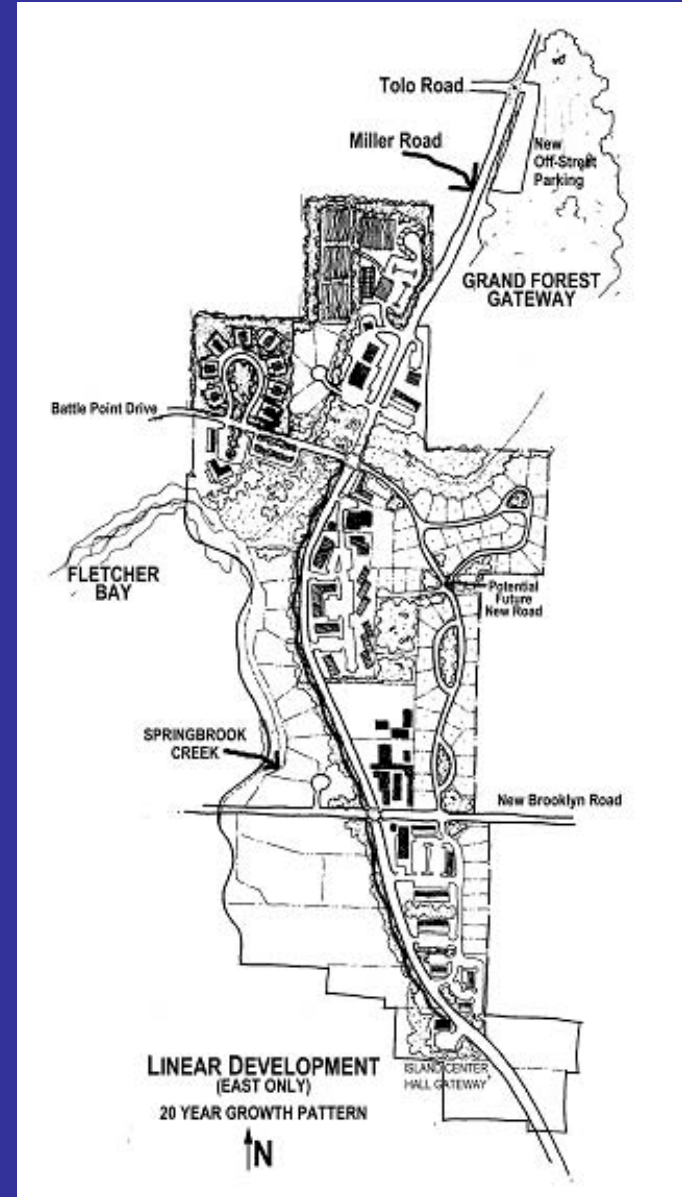 Tolo Road
Miller Road
New
Off-Street
Parking
GRAND FOREST
GATEWAY
Battle Point Drive
FLETCHER
BAY
Potential
Future
New Road
SPRINGBROOK
CREEK
New Brooklyn Road
LINEAR DEVELOPMENT
(EAST ONLY)
20 YEAR GROWTH PATTERN
N
ISLAND CENTER
HALL GATEWAY